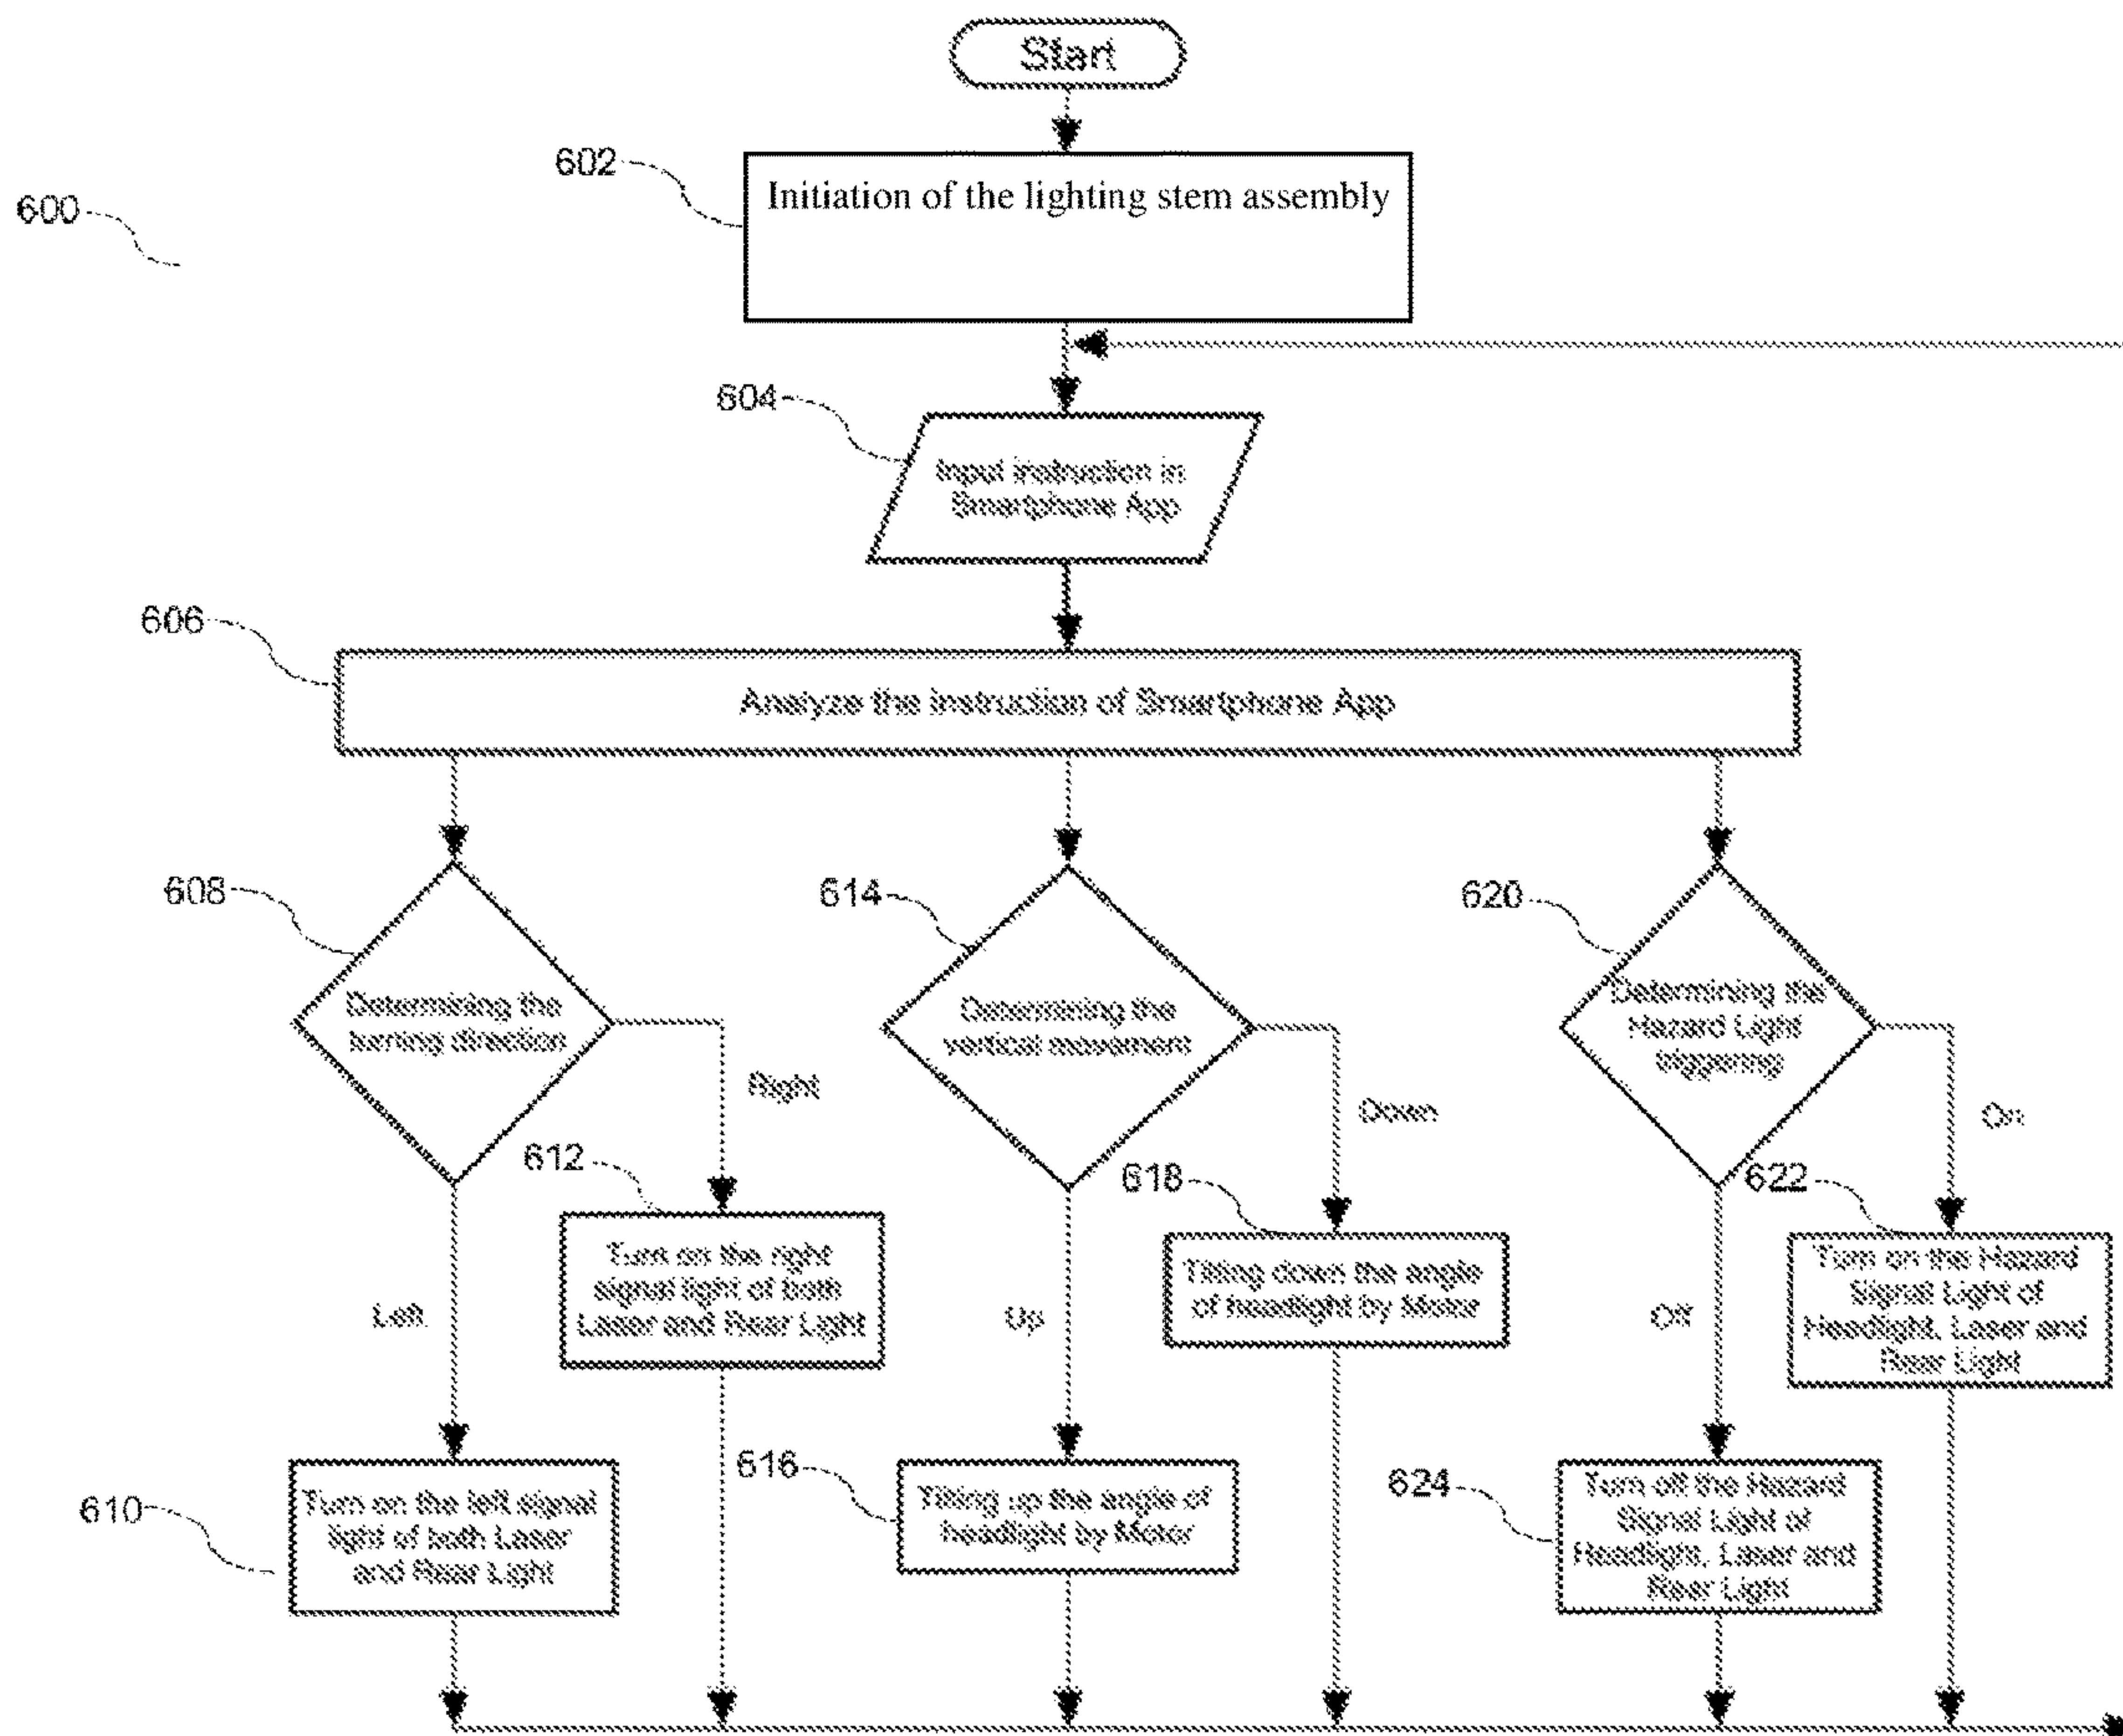 Start
602
Initiation of the lighting stem assembly
600
604
Input instruction in
Smartphone App
606
Analyze the instruction of Smartphone App
608
Determining the
turning direction
614
Determining the
vertical movement
620
Determining the
Hazard Light
triggering
Right
Down
On
612
Turn on the right
signal light of both
Laser and Rear Light
618
Tilting down the angle
of headlight by Motor
622
Turn on the Hazard
Signal Light of
Headlight, Laser and
Rear Light
Left
Up
Off
610
Turn on the left signal
light of both Laser
and Rear Light
616
Tilting up the angle of
headlight by Motor
624
Turn off the Hazard
Signal Light of
Headlight, Laser and
Rear Light